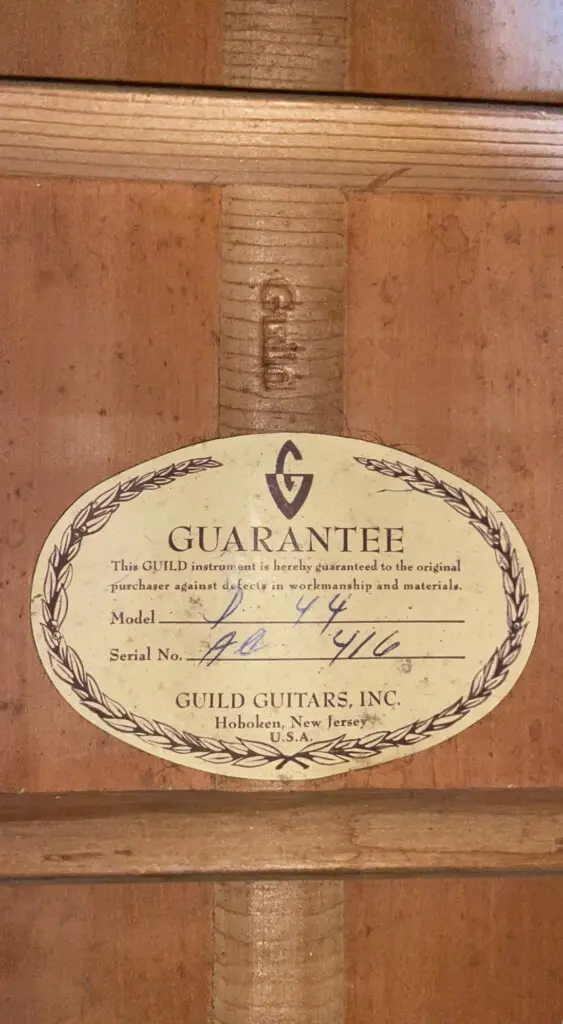 Guild
G
GUARANTEE
This GUILD instrument is hereby guaranteed to the original
purchaser against defects in workmanship and materials.
Model D 44
Serial No. AC 416
GUILD GUITARS, INC.
Hoboken, New Jersey
U.S.A.